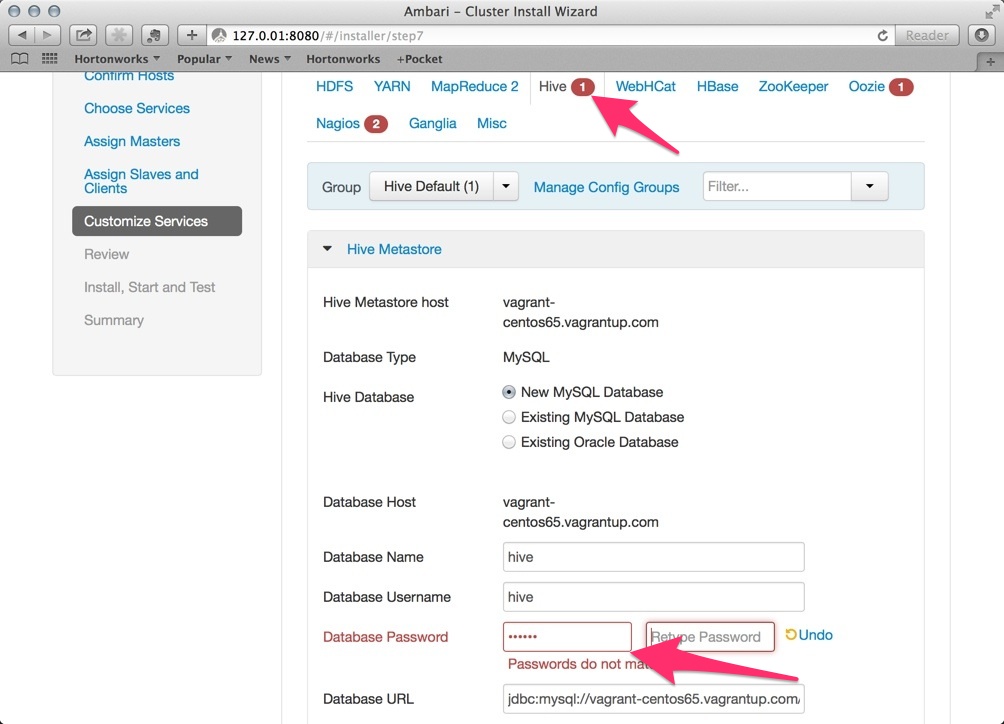 Ambari – Cluster Install Wizard
127.0.01:8080/#/installer/step7
Reader
Hortonworks Popular News Hortonworks +Pocket
Confirm Hosts
Choose Services
Assign Masters
Assign Slaves and
Clients
Customize Services
Review
Install, Start and Test
Summary
HDFS YARN MapReduce 2 Hive 1 WebHCat HBase ZooKeeper Oozie 1
Nagios 2 Ganglia Misc
Group Hive Default (1) Manage Config Groups Filter...
Hive Metastore
Hive Metastore host vagrant-
centos65.vagrantup.com
Database Type MySQL
Hive Database New MySQL Database
Existing MySQL Database
Existing Oracle Database
Database Host vagrant-
centos65.vagrantup.com
Database Name hive
Database Username hive
Database Password •••••• Retype Password Undo
Passwords do not
Database URL jdbc:mysql://vagrant-centos65.vagrantup.com/